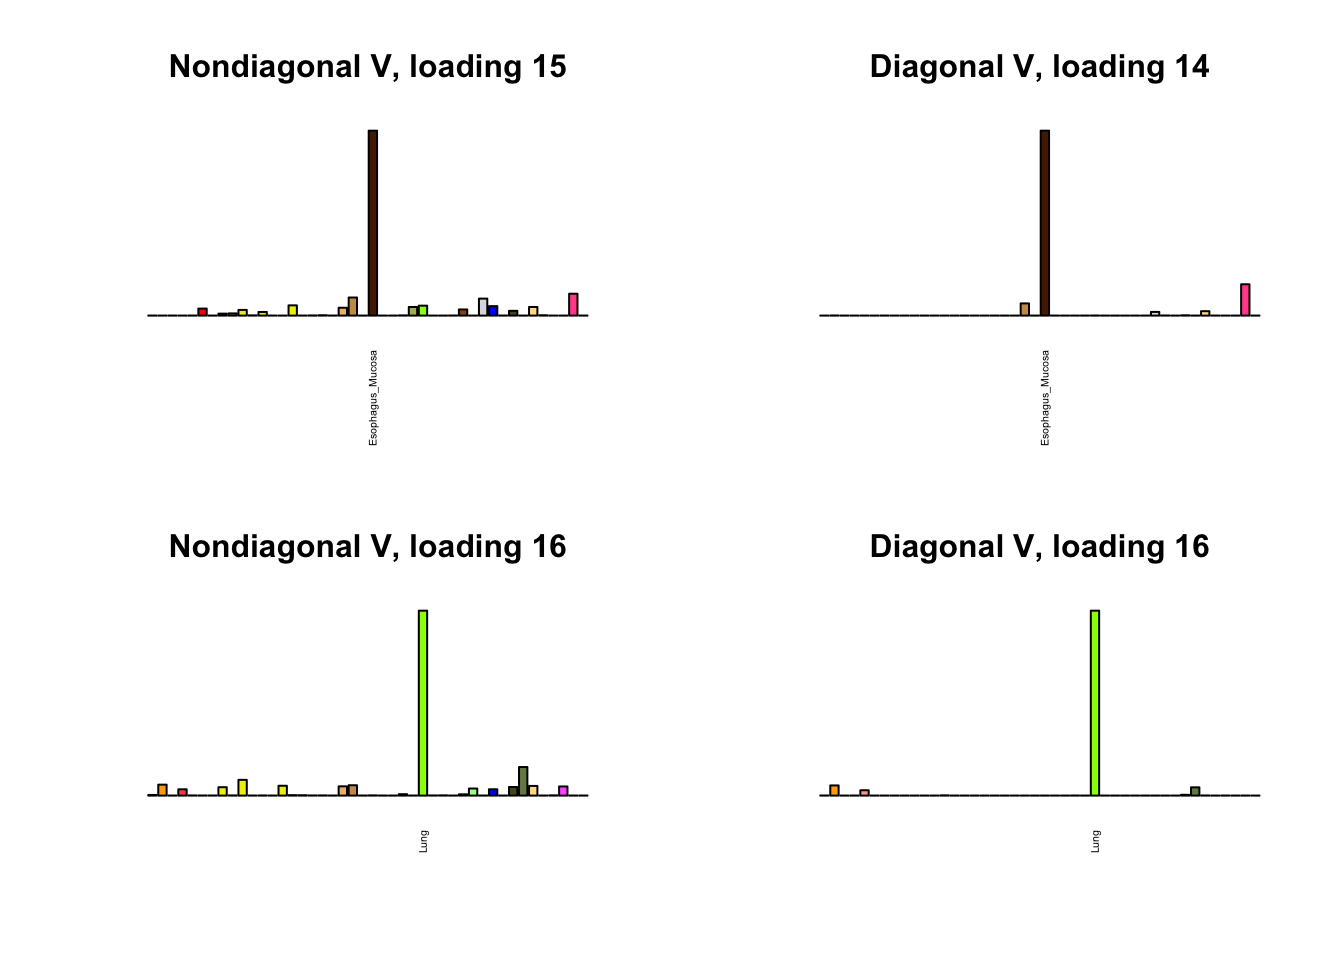 Nondiagonal V, loading 15
Diagonal V, loading 14
Esophagus_Mucosa
Esophagus_Mucosa
Nondiagonal V, loading 16
Diagonal V, loading 16
Lung
Lung